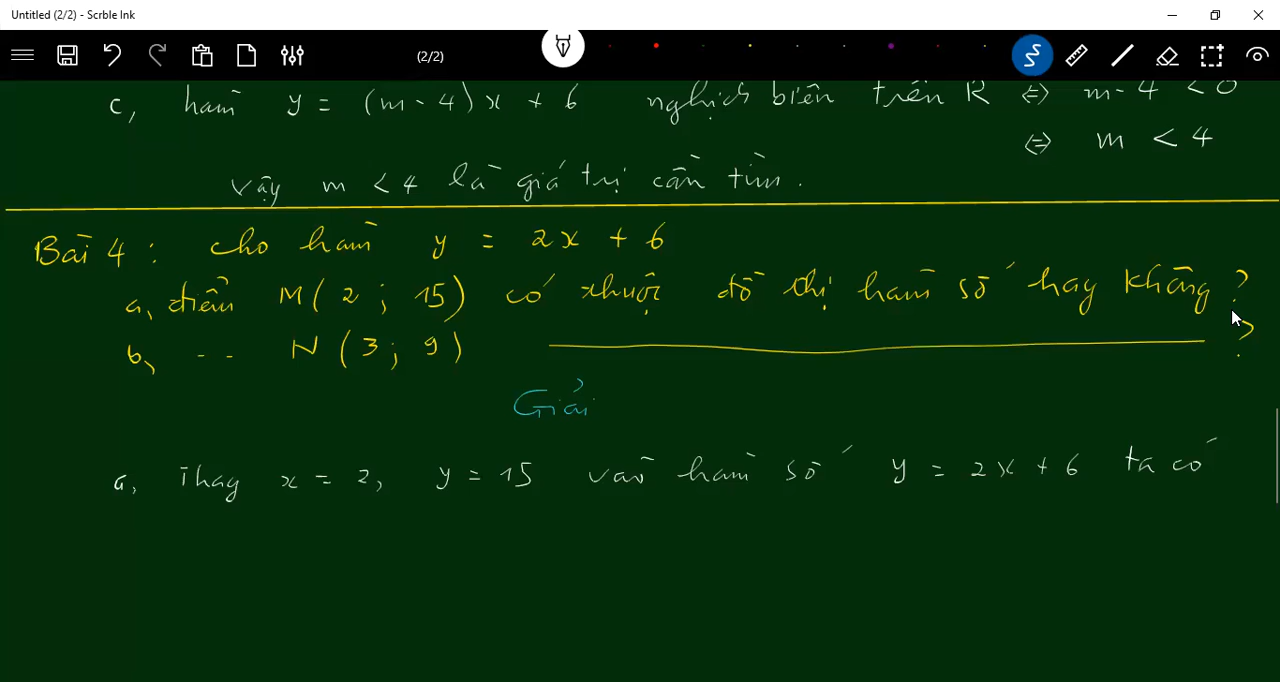 Untitled (2/2) - Scrble Ink
(2/2)
c, hàm y = (m - 4)x + 6 nghịch biến trên R ⇔ m - 4 < 0
⇔ m < 4
Vậy m < 4 là giá trị cần tìm.
Bài 4 : cho hàm y = 2x + 6
a, điểm M(2 ; 15) có thuộc đồ thị hàm số hay không ?
b, .. N (3 ; 9) ?
Giải
a, Thay x = 2, y = 15 vào hàm số y = 2x + 6 ta có